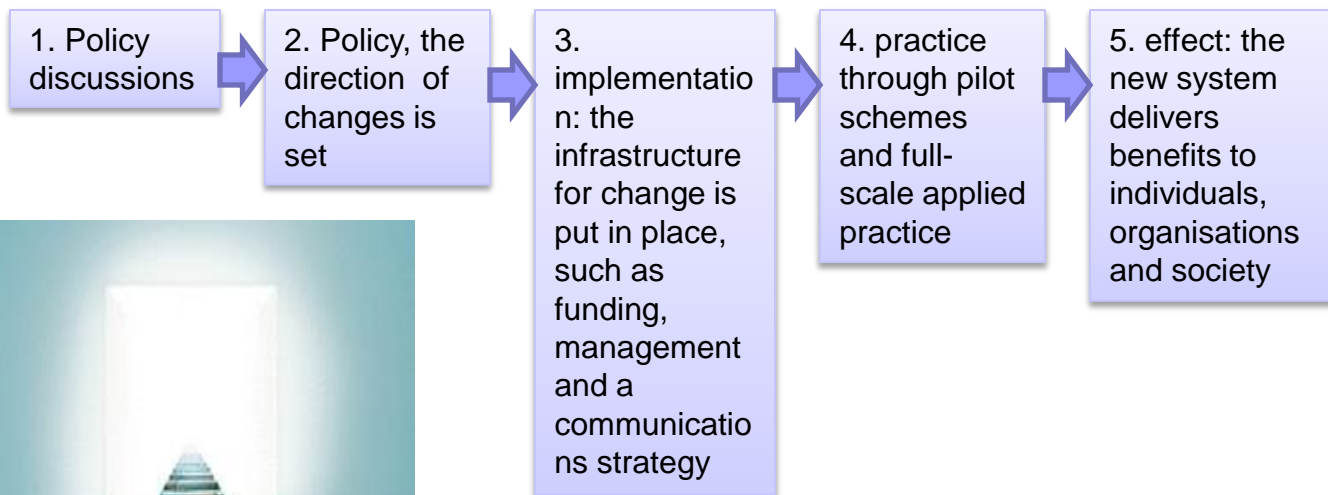 1. Policy
discussions
2. Policy, the
direction of
changes is
set
3.
implementatio
n: the
infrastructure
for change is
put in place,
such as
funding,
management
and a
communicatio
ns strategy
4. practice
through pilot
schemes
and full-
scale applied
practice
5. effect: the
new system
delivers
benefits to
individuals,
organisations
and society